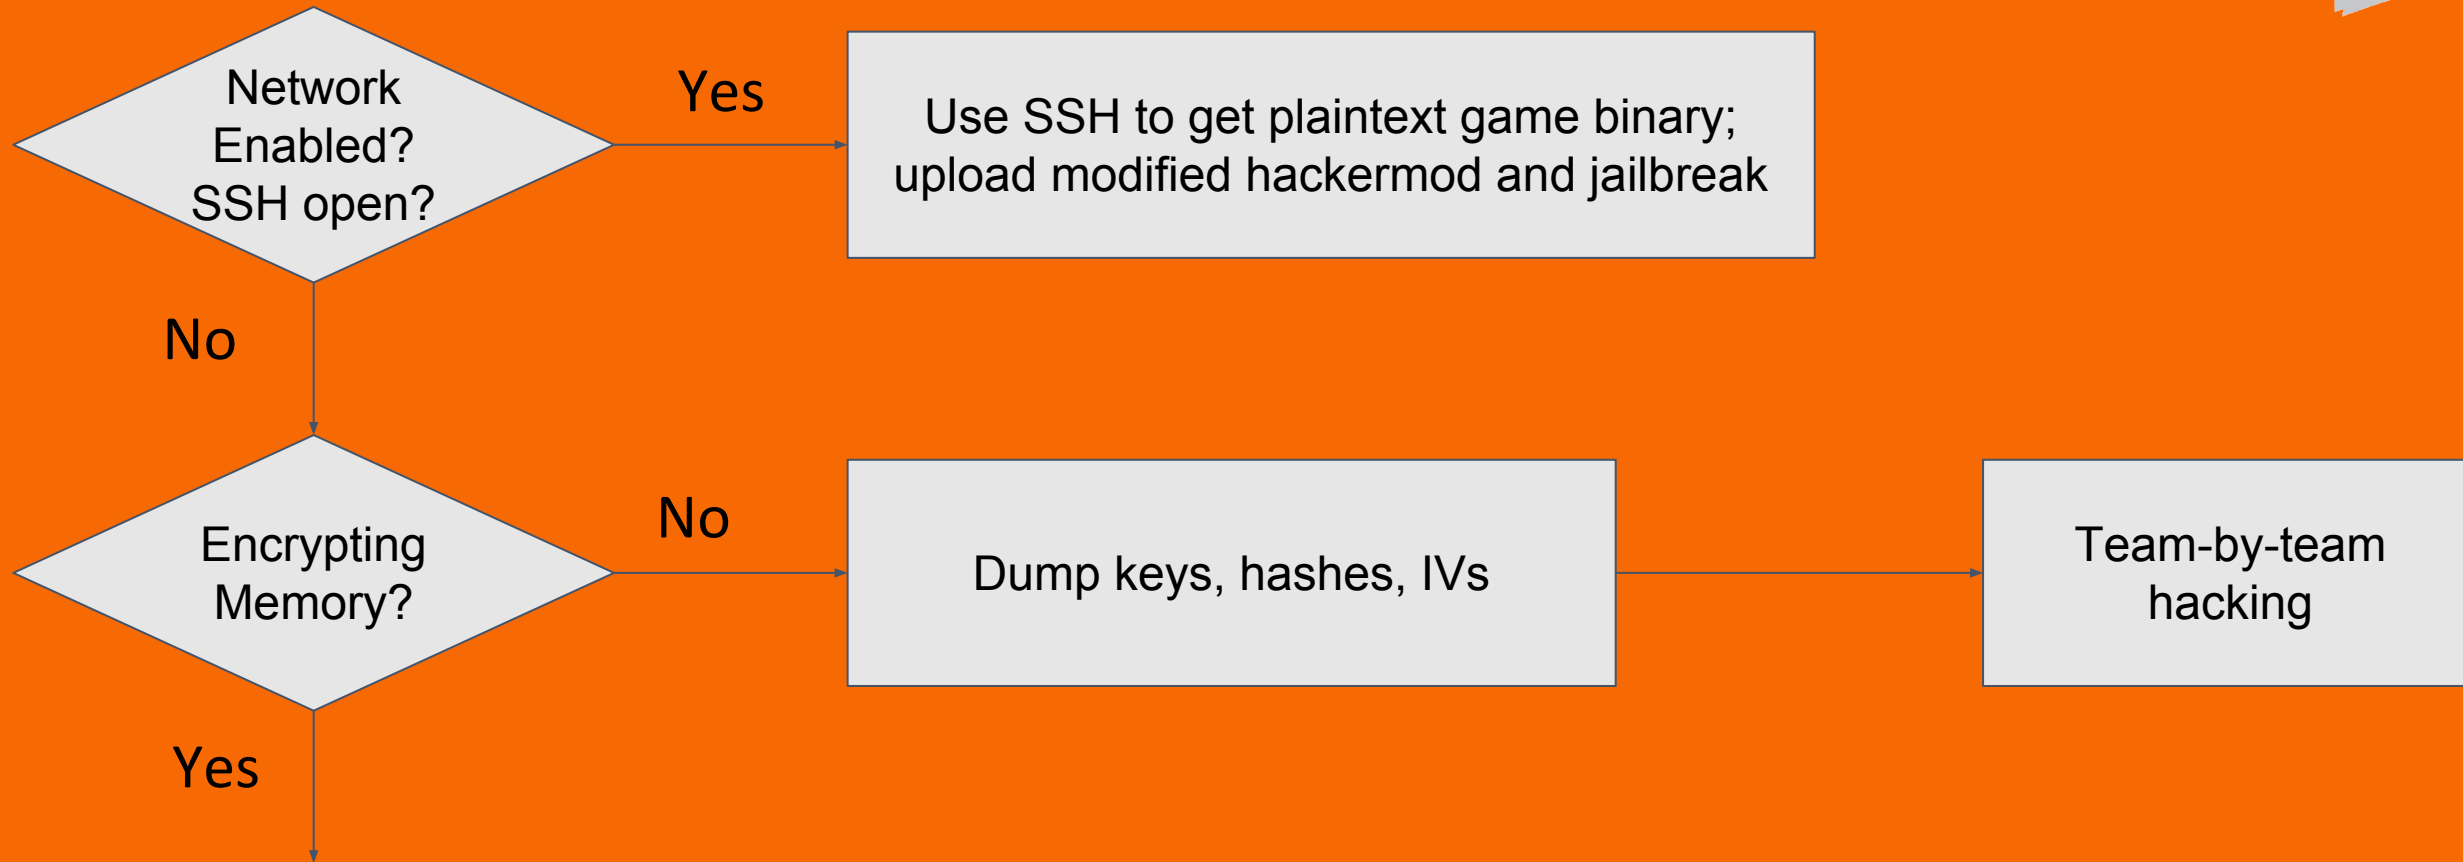 Network
Enabled?
SSH open?
Yes
Use SSH to get plaintext game binary;
upload modified hackermod and jailbreak
No
Encrypting
Memory?
No
Dump keys, hashes, IVs
Team-by-team
hacking
Yes